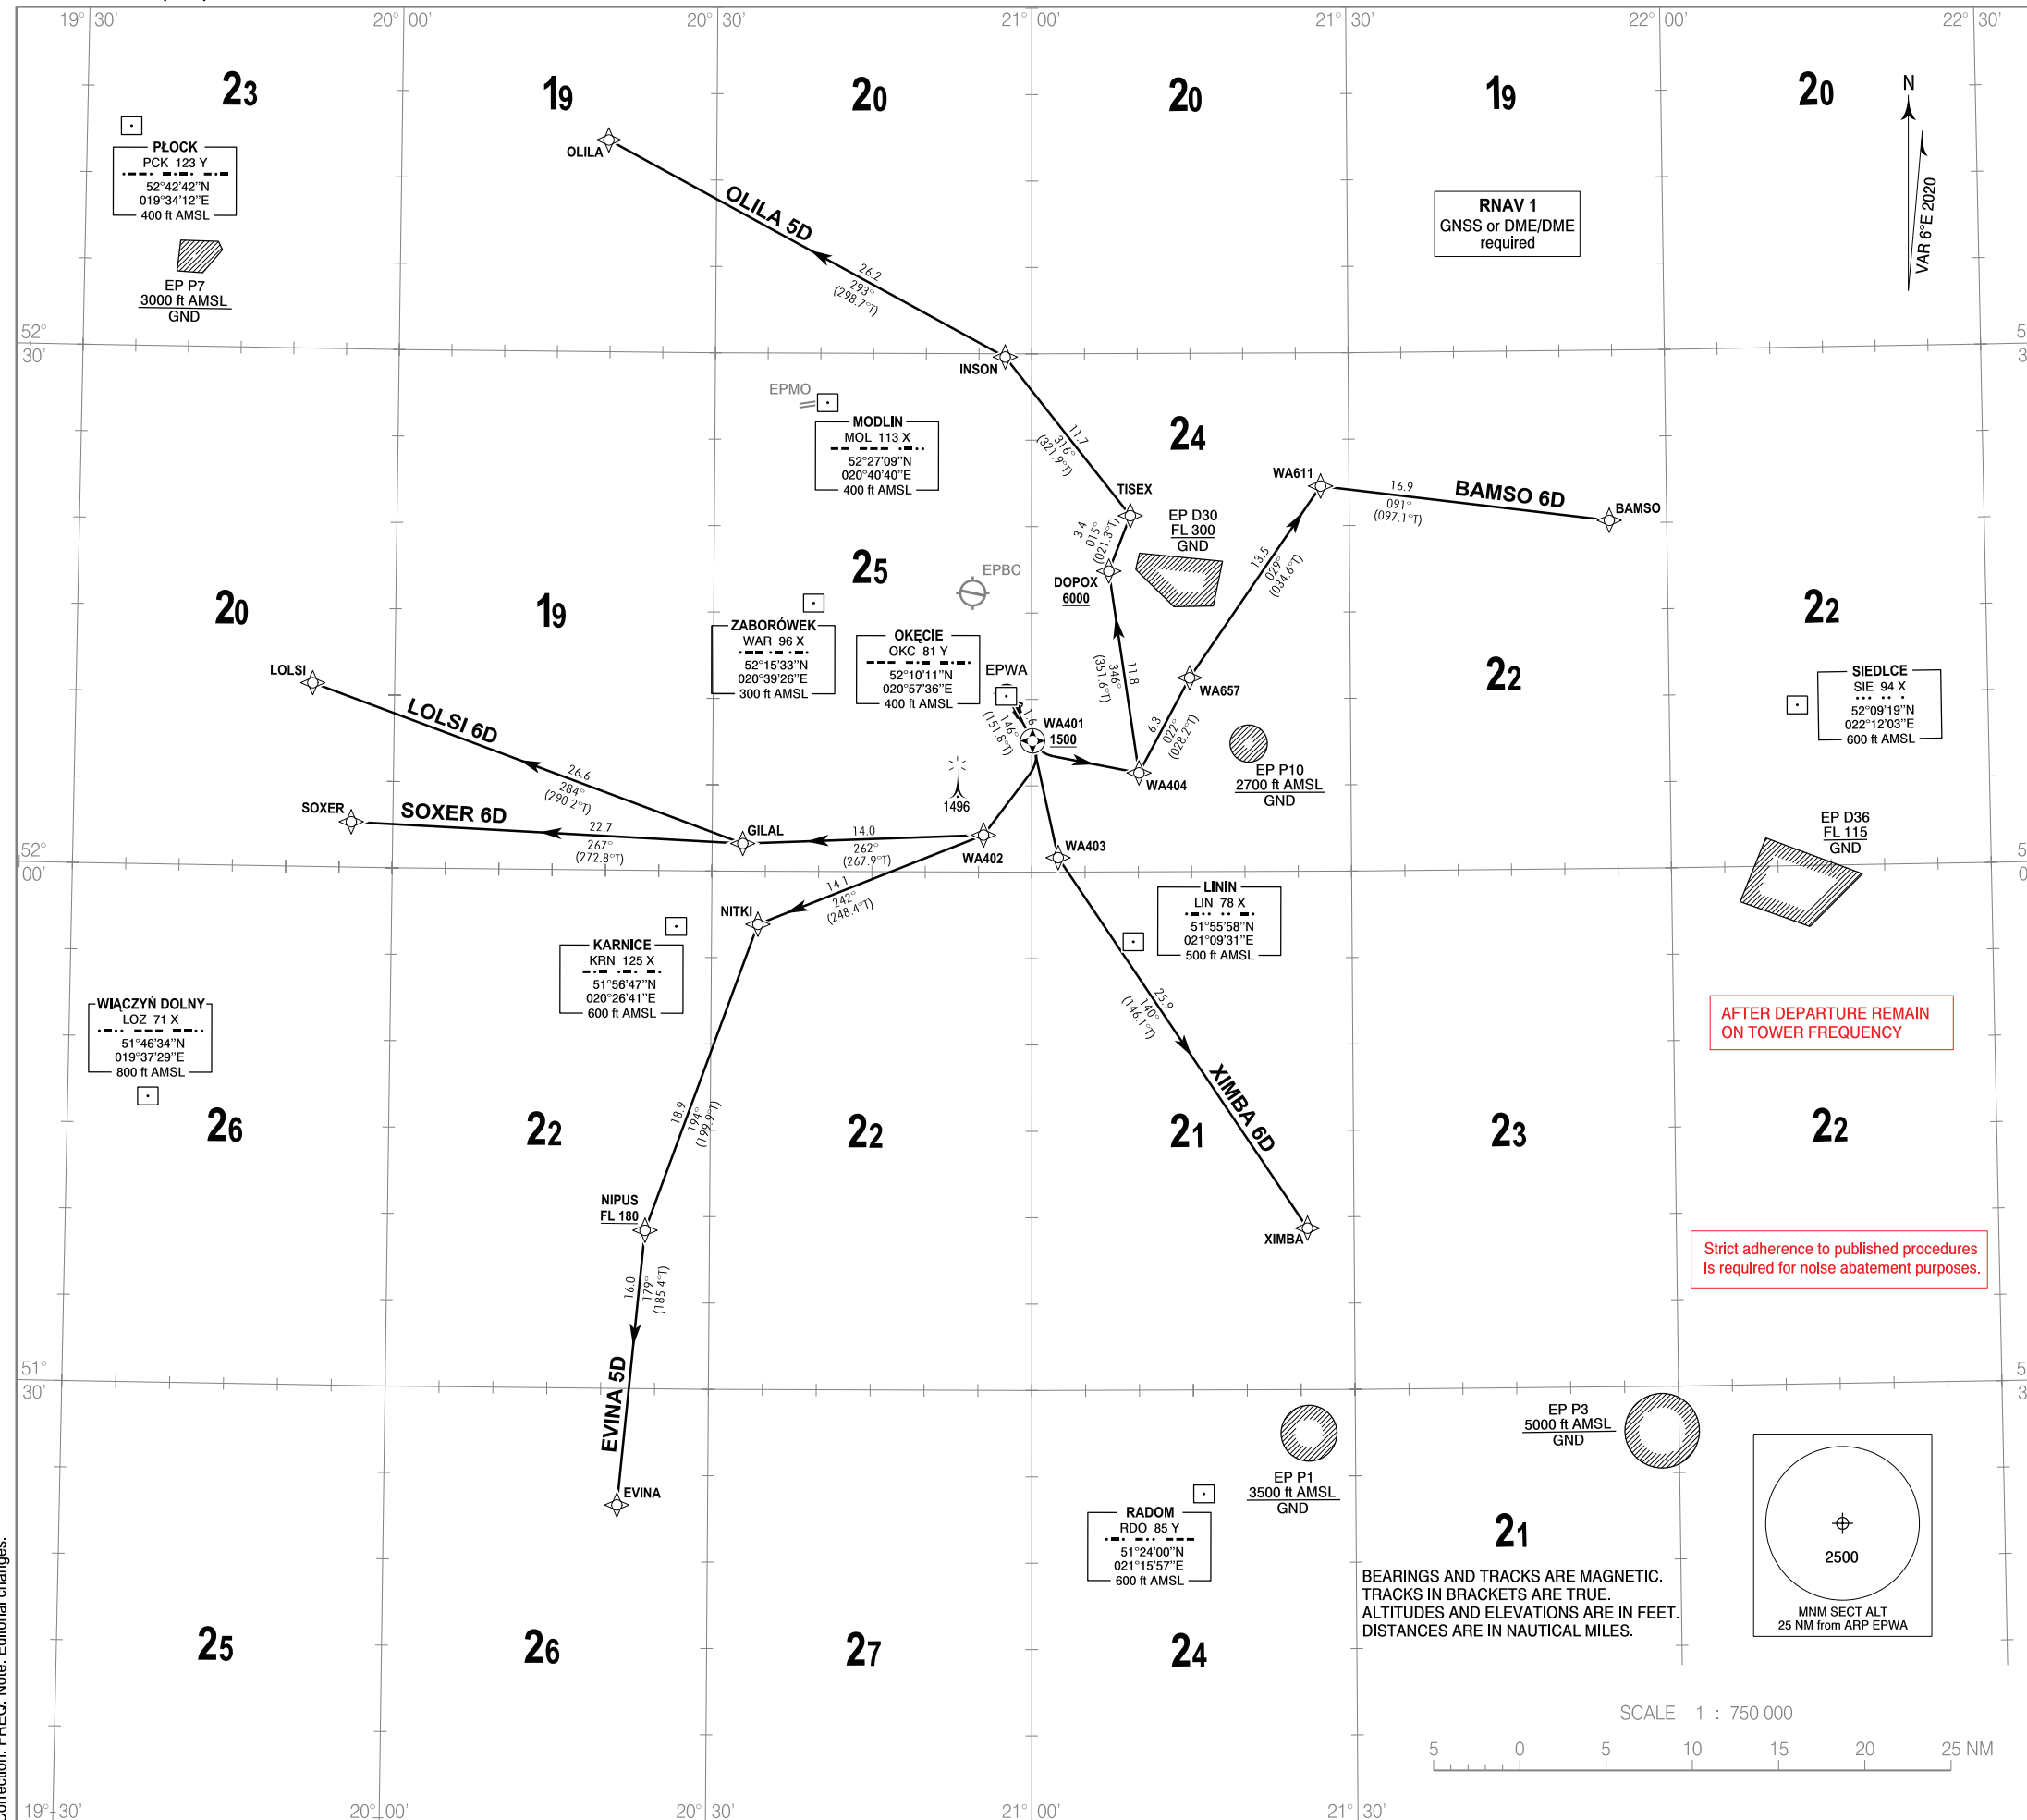 19° 30'
20° 00'
20° 30'
21° 00'
21° 30'
22° 00'
22° 30'
23
19
20
20
19
20
N
VAR 6°E 2020
PŁOCK
PCK 123 Y
52°42'42"N
019°34'12"E
400 ft AMSL
EP P7
3000 ft AMSL
GND
OLILA
OLILA 5D
26.2
293°
(298.7°T)
RNAV 1
GNSS or DME/DME
required
52°
30'
5
3
INSON
EPMO
MODLIN
MOL 113 X
52°27'09"N
020°40'40"E
400 ft AMSL
11.7
316°
(321.9°T)
24
TISEX
WA611
16.9
091°
(097.1°T)
BAMSO 6D
BAMSO
EP D30
FL 300
GND
3.4
015°
(021.3°T)
DOPOX
6000
13.5
029°
(034.6°T)
20
19
25
EPBC
22
ZABORÓWEK
WAR 96 X
52°15'33"N
020°39'26"E
300 ft AMSL
OKĘCIE
OKC 81 Y
52°10'11"N
020°57'36"E
400 ft AMSL
EPWA
1.6
146°
(151.8°T)
WA401
1500
11.8
346°
(351.6°T)
WA657
6.3
022°
(028.2°T)
WA404
22
SIEDLCE
SIE 94 X
52°09'19"N
022°12'03"E
600 ft AMSL
EP P10
2700 ft AMSL
GND
LOLSI
LOLSI 6D
26.6
284°
(290.2°T)
1496
SOXER
SOXER 6D
22.7
267°
(272.8°T)
GILAL
14.0
262°
(267.9°T)
WA402
WA403
EP D36
FL 115
GND
52°
00'
5
0
14.1
242°
(248.4°T)
NITKI
LININ
LIN 78 X
51°55'58"N
021°09'31"E
500 ft AMSL
KARNICE
KRN 125 X
51°56'47"N
020°26'41"E
600 ft AMSL
WIĄCZYŃ DOLNY
LOZ 71 X
51°46'34"N
019°37'29"E
800 ft AMSL
25.9
140°
(146.1°T)
AFTER DEPARTURE REMAIN
ON TOWER FREQUENCY
XIMBA 6D
18.9
194°
(199.9°T)
26
22
22
21
23
22
NIPUS
FL 180
XIMBA
Strict adherence to published procedures
is required for noise abatement purposes.
16.0
179°
(185.4°T)
51°
30'
5
3
EVINA 5D
EVINA
EP P1
3500 ft AMSL
GND
EP P3
5000 ft AMSL
GND
RADOM
RDO 85 Y
51°24'00"N
021°15'57"E
600 ft AMSL
21
2500
MNM SECT ALT
25 NM from ARP EPWA
BEARINGS AND TRACKS ARE MAGNETIC.
TRACKS IN BRACKETS ARE TRUE.
ALTITUDES AND ELEVATIONS ARE IN FEET.
DISTANCES ARE IN NAUTICAL MILES.
25
26
27
24
SCALE 1 : 750 000
5 0 5 10 15 20 25 NM
19° 30'
20° 00'
20° 30'
21° 00'
21° 30'
Correction: FREQ. Note. Editorial changes.